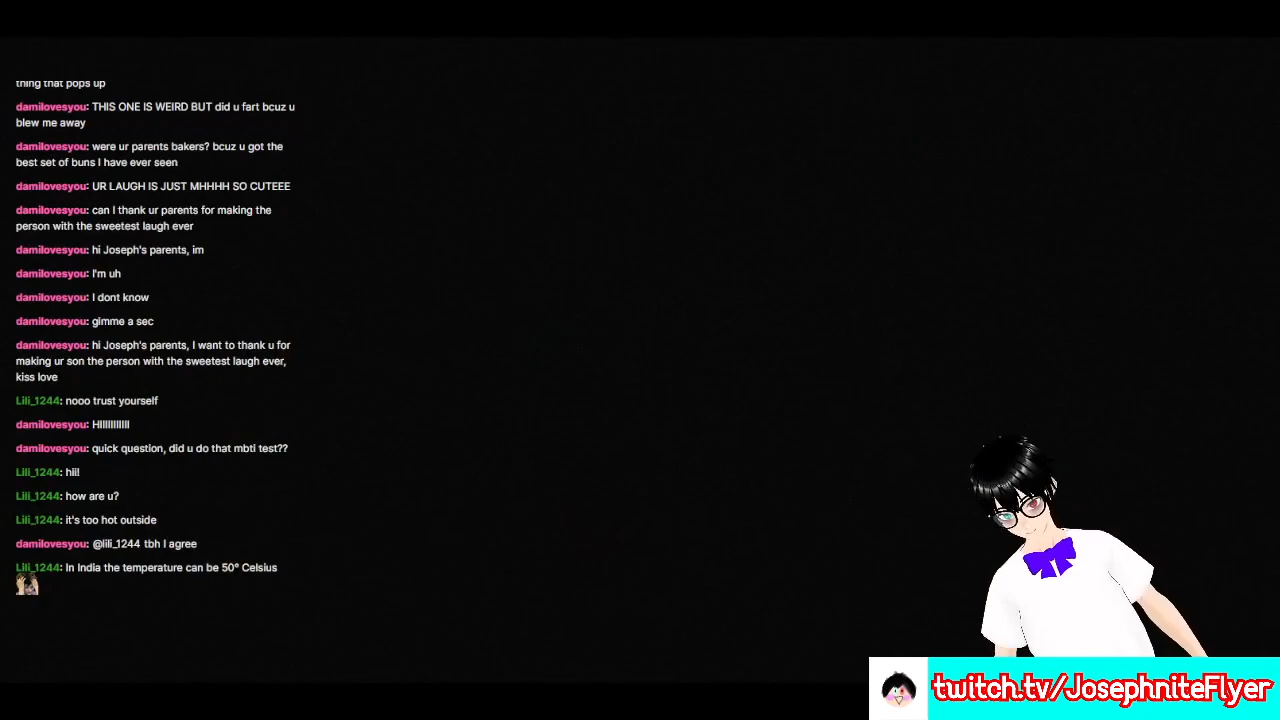 thing that pops up
damilovesyou: THIS ONE IS WEIRD BUT did u fart bcuz u
blew me away
damilovesyou: were ur parents bakers? bcuz u got the
best set of buns I have ever seen
damilovesyou: UR LAUGH IS JUST MHHHH SO CUTEEE
damilovesyou: can I thank ur parents for making the
person with the sweetest laugh ever
damilovesyou: hi Joseph's parents, im
damilovesyou: I'm uh
damilovesyou: I dont know
damilovesyou: gimme a sec
damilovesyou: hi Joseph's parents, I want to thank u for
making ur son the person with the sweetest laugh ever,
kiss love
Lili_1244: nooo trust yourself
damilovesyou: HIIIIIIIIIII
damilovesyou: quick question, did u do that mbti test??
Lili_1244: hii!
Lili_1244: how are u?
Lili_1244: it's too hot outside
damilovesyou: @lili_1244 tbh I agree
Lili_1244: In India the temperature can be 50° Celsius
twitch.tv/JosephniteFlyer